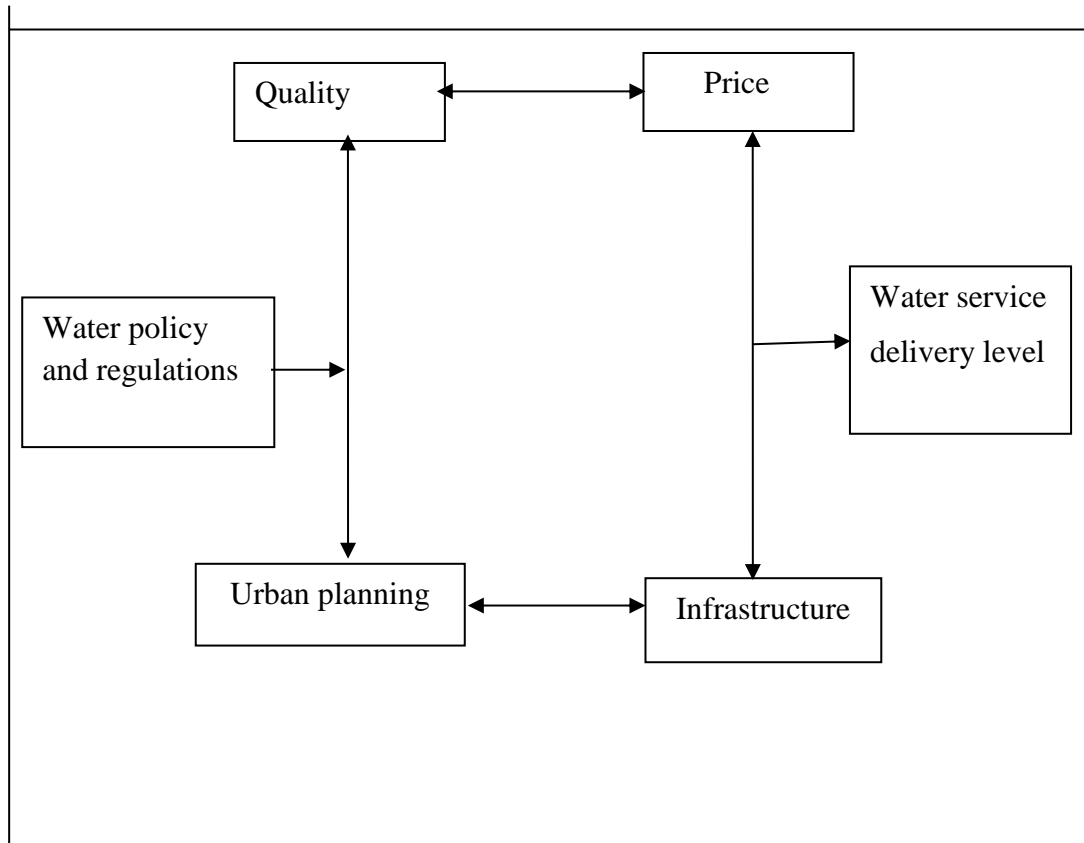 Quality
Price
Water policy
and regulations
Water service
delivery level
Urban planning
Infrastructure